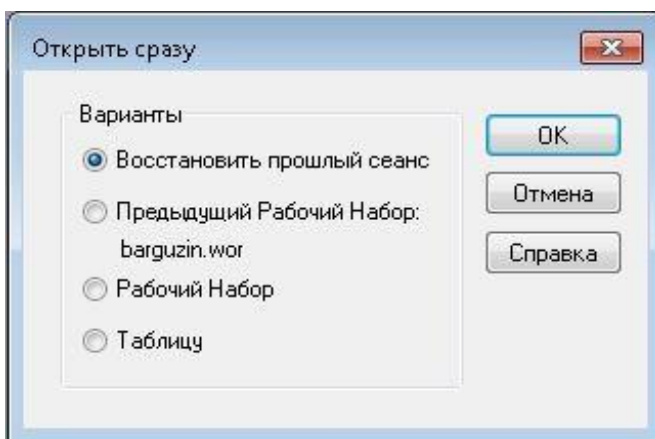 Открыть сразу
Варианты
Восстановить прошлый сеанс
Предыдущий Рабочий Набор:
barguzin.wor
Рабочий Набор
Таблицу
OK
Отмена
Справка